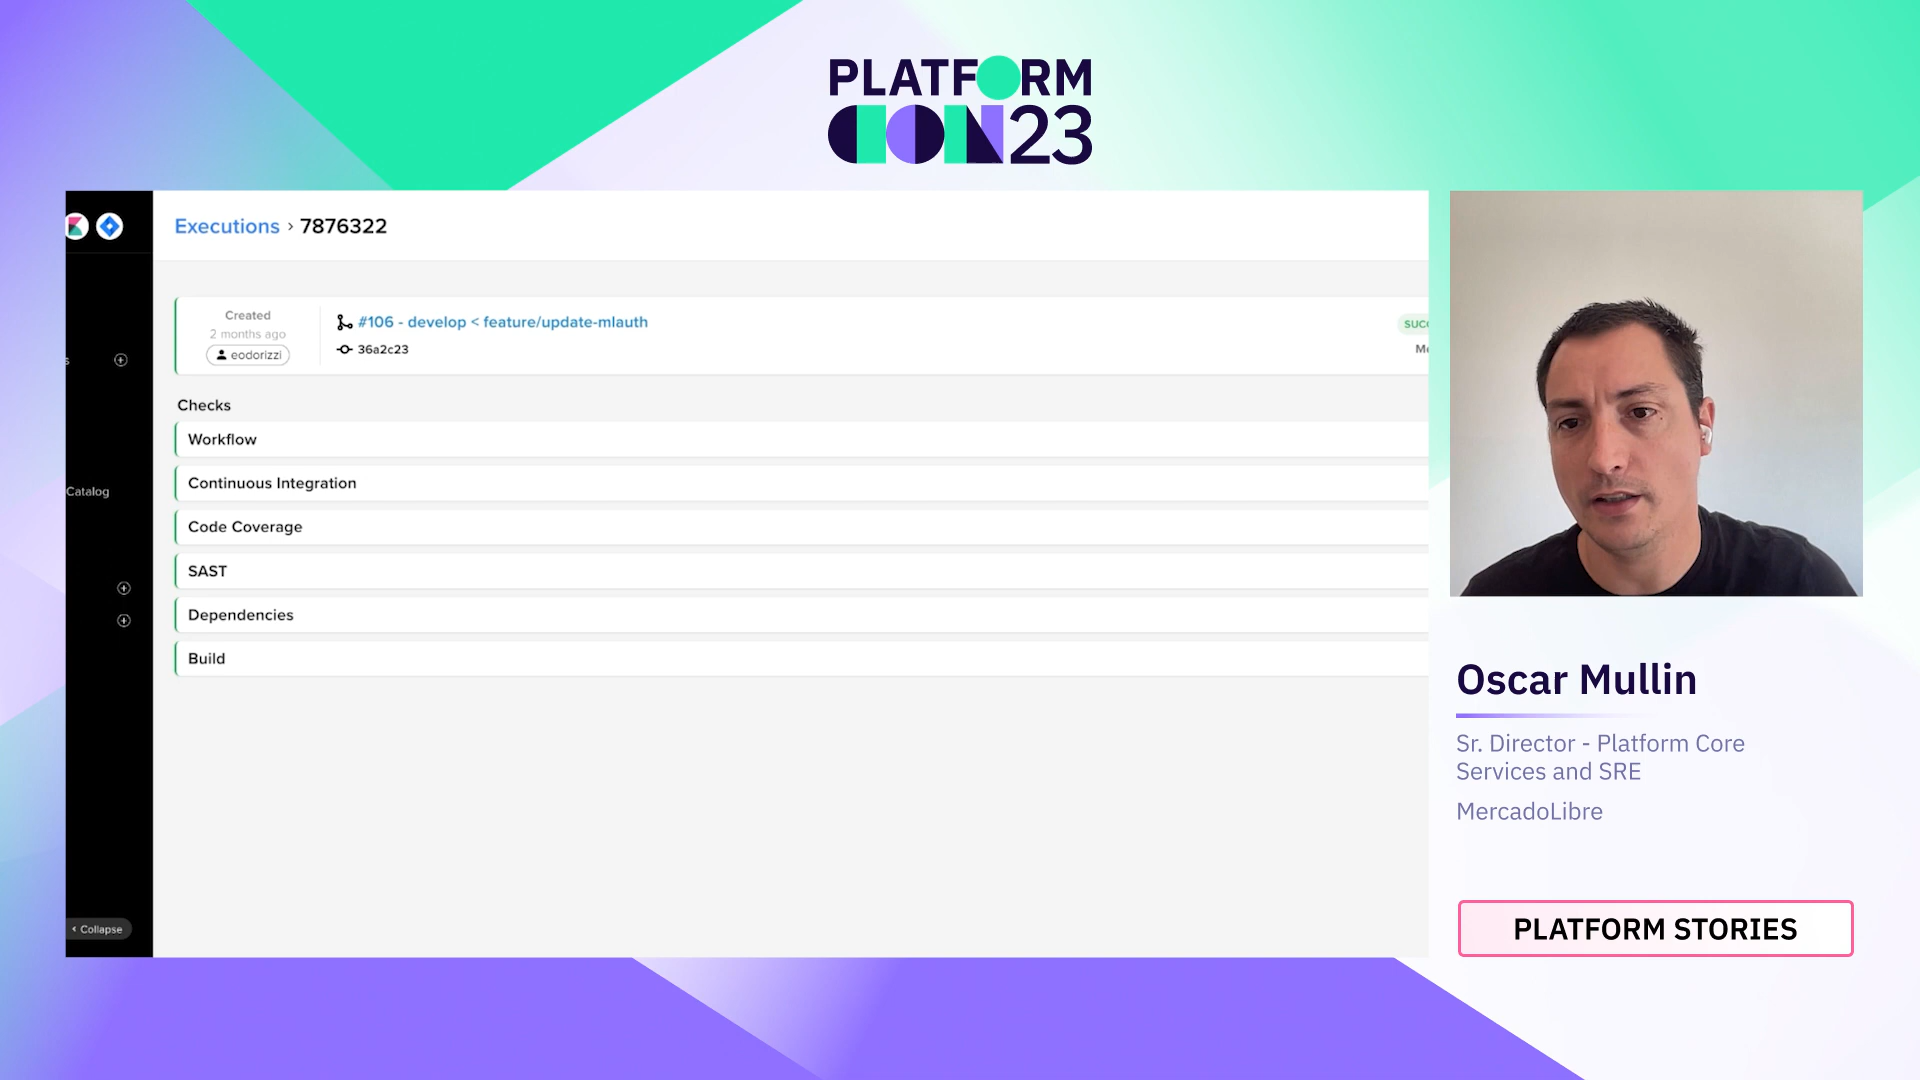 PLATFORM
CON23
Executions › 7876322
Created
2 months ago
eodorizzi
#106 - develop < feature/update-mlauth
36a2c23
Checks
Workflow
Continuous Integration
Code Coverage
SAST
Dependencies
Build
Catalog
‹ Collapse
Oscar Mullin
Sr. Director - Platform Core
Services and SRE
MercadoLibre
PLATFORM STORIES